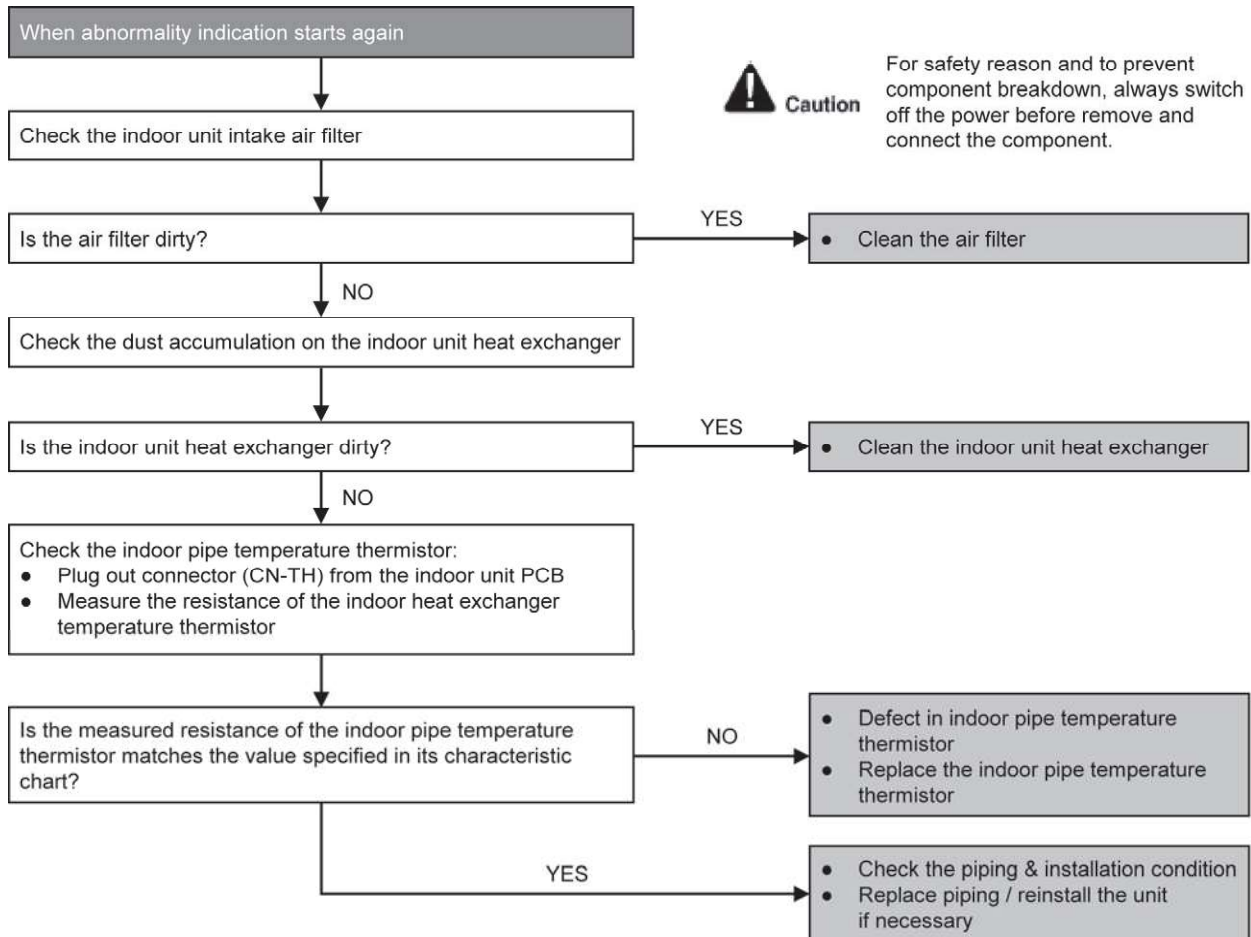 When abnormality indication starts again
Caution
For safety reason and to prevent
component breakdown, always switch
off the power before remove and
connect the component.
Check the indoor unit intake air filter
Is the air filter dirty?
YES
● Clean the air filter
NO
Check the dust accumulation on the indoor unit heat exchanger
Is the indoor unit heat exchanger dirty?
YES
● Clean the indoor unit heat exchanger
NO
Check the indoor pipe temperature thermistor:
● Plug out connector (CN-TH) from the indoor unit PCB
● Measure the resistance of the indoor heat exchanger
temperature thermistor
Is the measured resistance of the indoor pipe temperature
thermistor matches the value specified in its characteristic
chart?
NO
● Defect in indoor pipe temperature
thermistor
● Replace the indoor pipe temperature
thermistor
YES
● Check the piping & installation condition
● Replace piping / reinstall the unit
if necessary